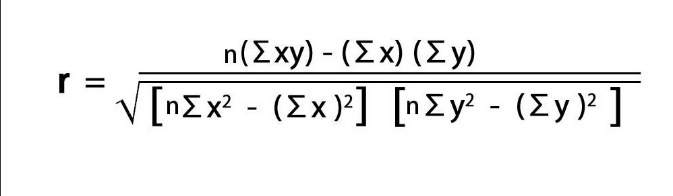 n(Σxy) - (Σx) (Σy)
r =
√[nΣx² - (Σx)²] [nΣy² - (Σy)²]